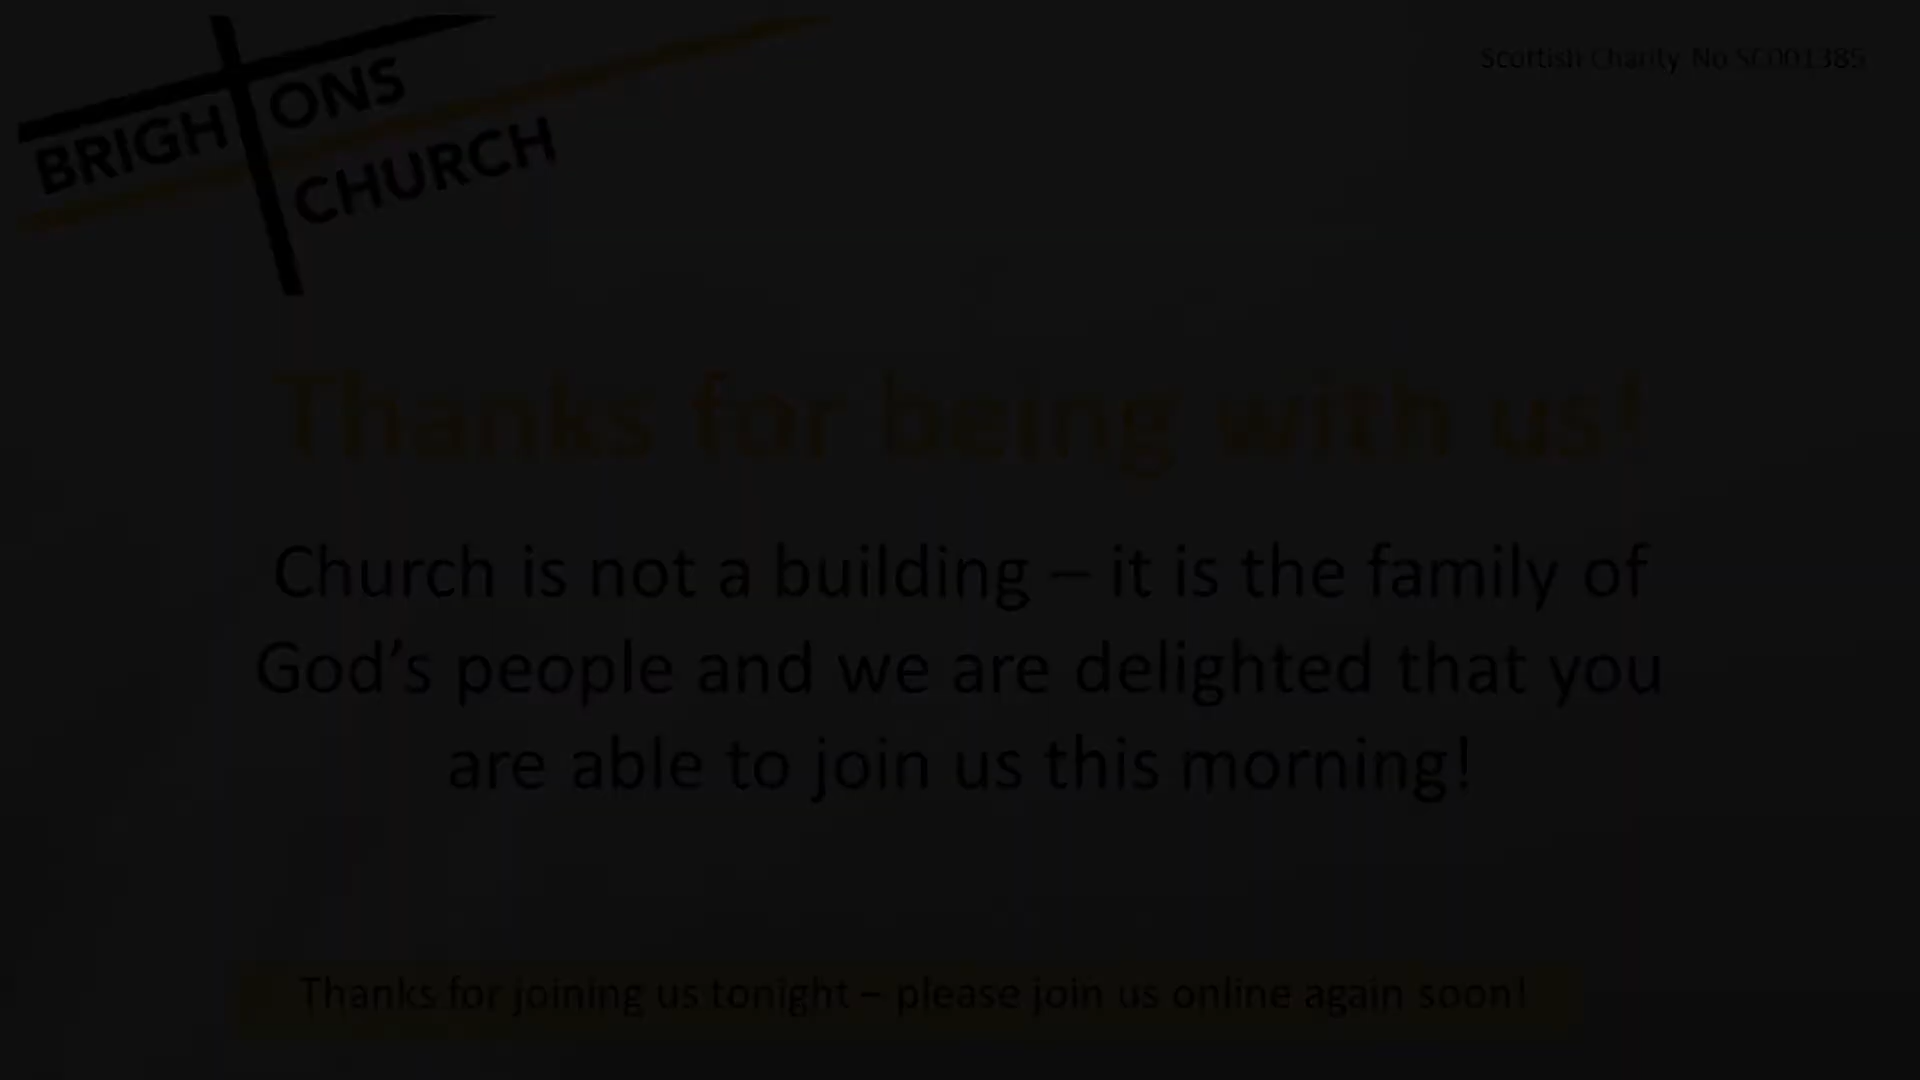 BRIGHTONS
CHURCH
Scottish Charity No SC001385
Thanks for being with us!
Church is not a building – it is the family of
God’s people and we are delighted that you
are able to join us this morning!
Thanks for joining us tonight – please join us online again soon!